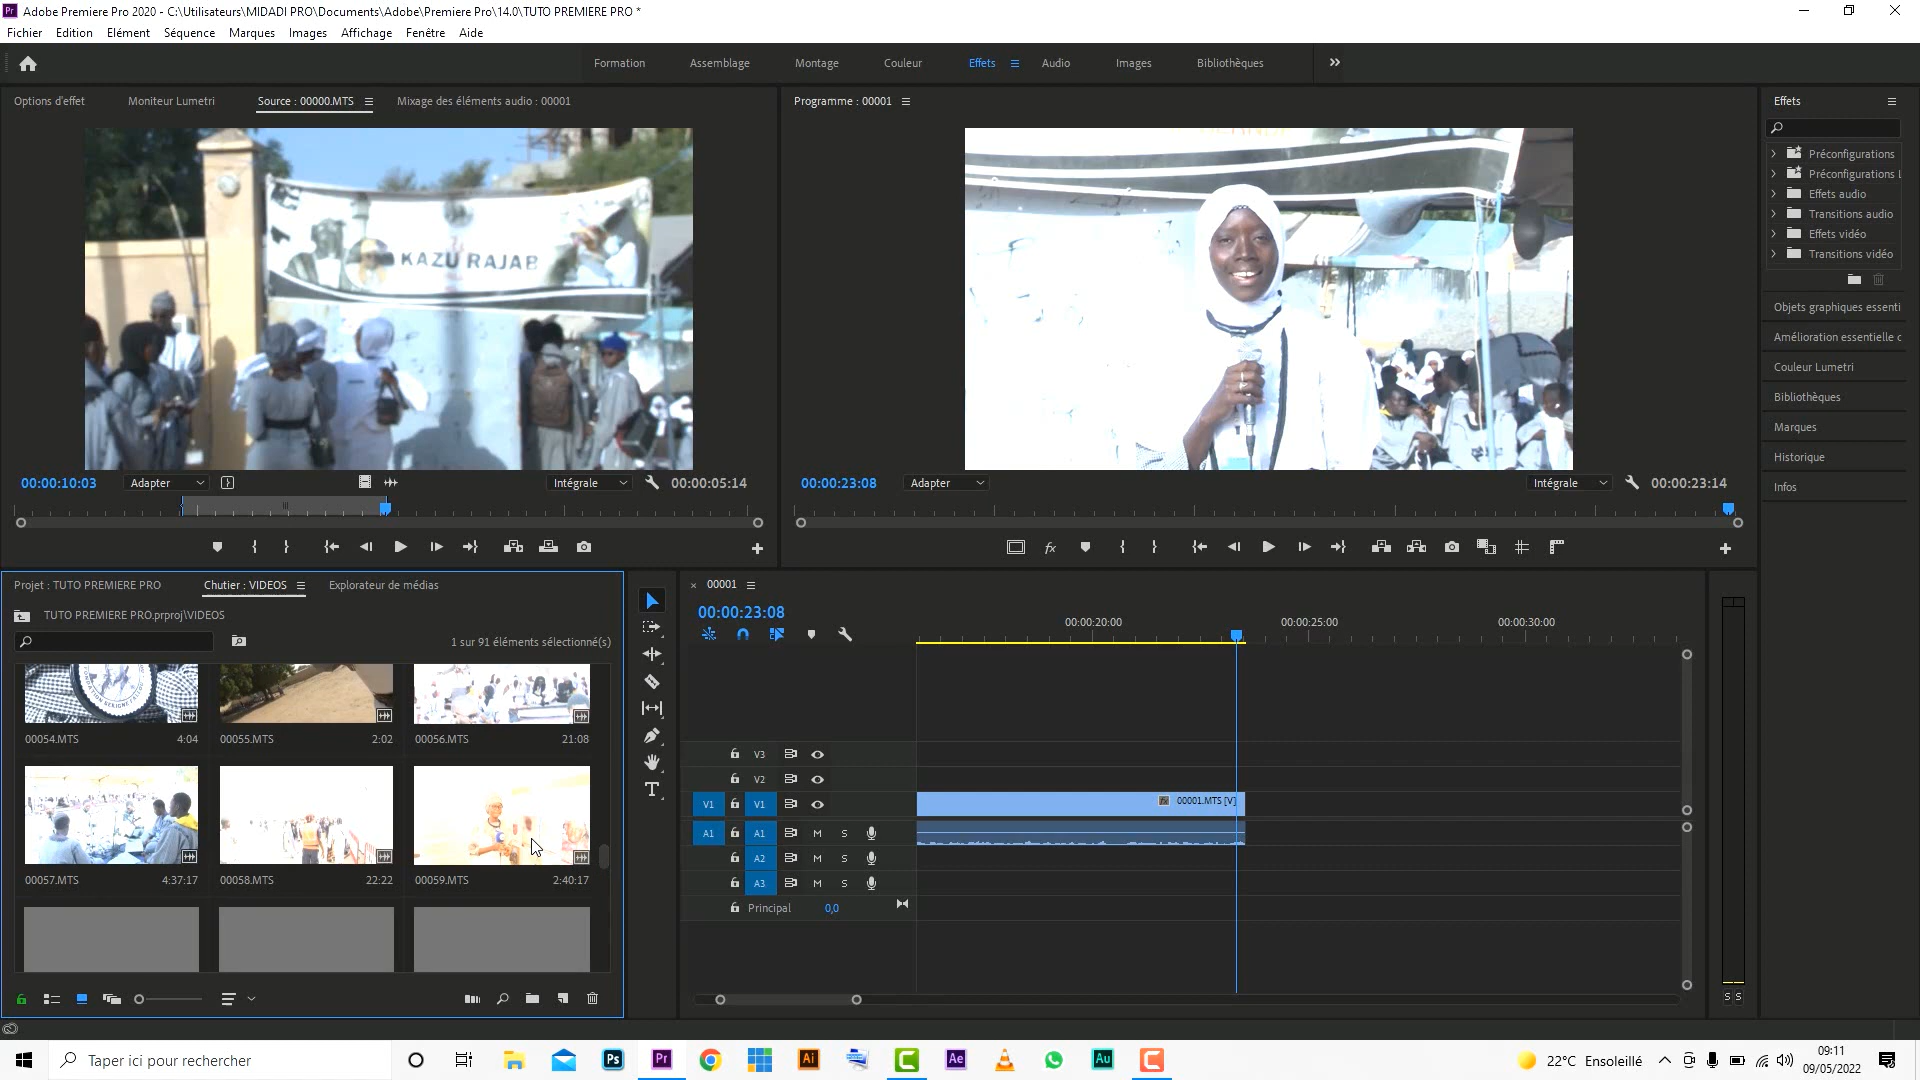 Adobe Premiere Pro 2020 - C:\Utilisateurs\MIDADI PRO\Documents\Adobe\Premiere Pro\14.0\TUTO PREMIERE PRO *
Fichier Edition Elément Séquence Marques Images Affichage Fenêtre Aide
Formation Assemblage Montage Couleur Effets Audio Images Bibliothèques
Options d'effet Moniteur Lumetri Source : 00000.MTS Mixage des éléments audio : 00001
Programme : 00001
Effets
KAZU RAJAB
Préconfigurations
Préconfigurations L
Effets audio
Transitions audio
Effets vidéo
Transitions vidéo
Objets graphiques essenti
Amélioration essentielle c
Couleur Lumetri
Bibliothèques
Marques
Historique
Infos
00:00:10:03 Adapter Intégrale 00:00:05:14
00:00:23:08 Adapter Intégrale 00:00:23:14
Projet : TUTO PREMIERE PRO Chutier : VIDEOS Explorateur de médias
TUTO PREMIERE PRO.prproj\VIDEOS
1 sur 91 éléments sélectionné(s)
00054.MTS 4:04
00055.MTS 2:02
00056.MTS 21:08
00057.MTS 4:37:17
00058.MTS 22:22
00059.MTS 2:40:17
× 00001
00:00:23:08
00:00:20:00 00:00:25:00 00:00:30:00
V3
V2
V1 V1 fx 00001.MTS [V]
A1 A1 M S
A2 M S
A3 M S
Principal 0,0
S S
Taper ici pour rechercher
22°C Ensoleillé
09:11
09/05/2022